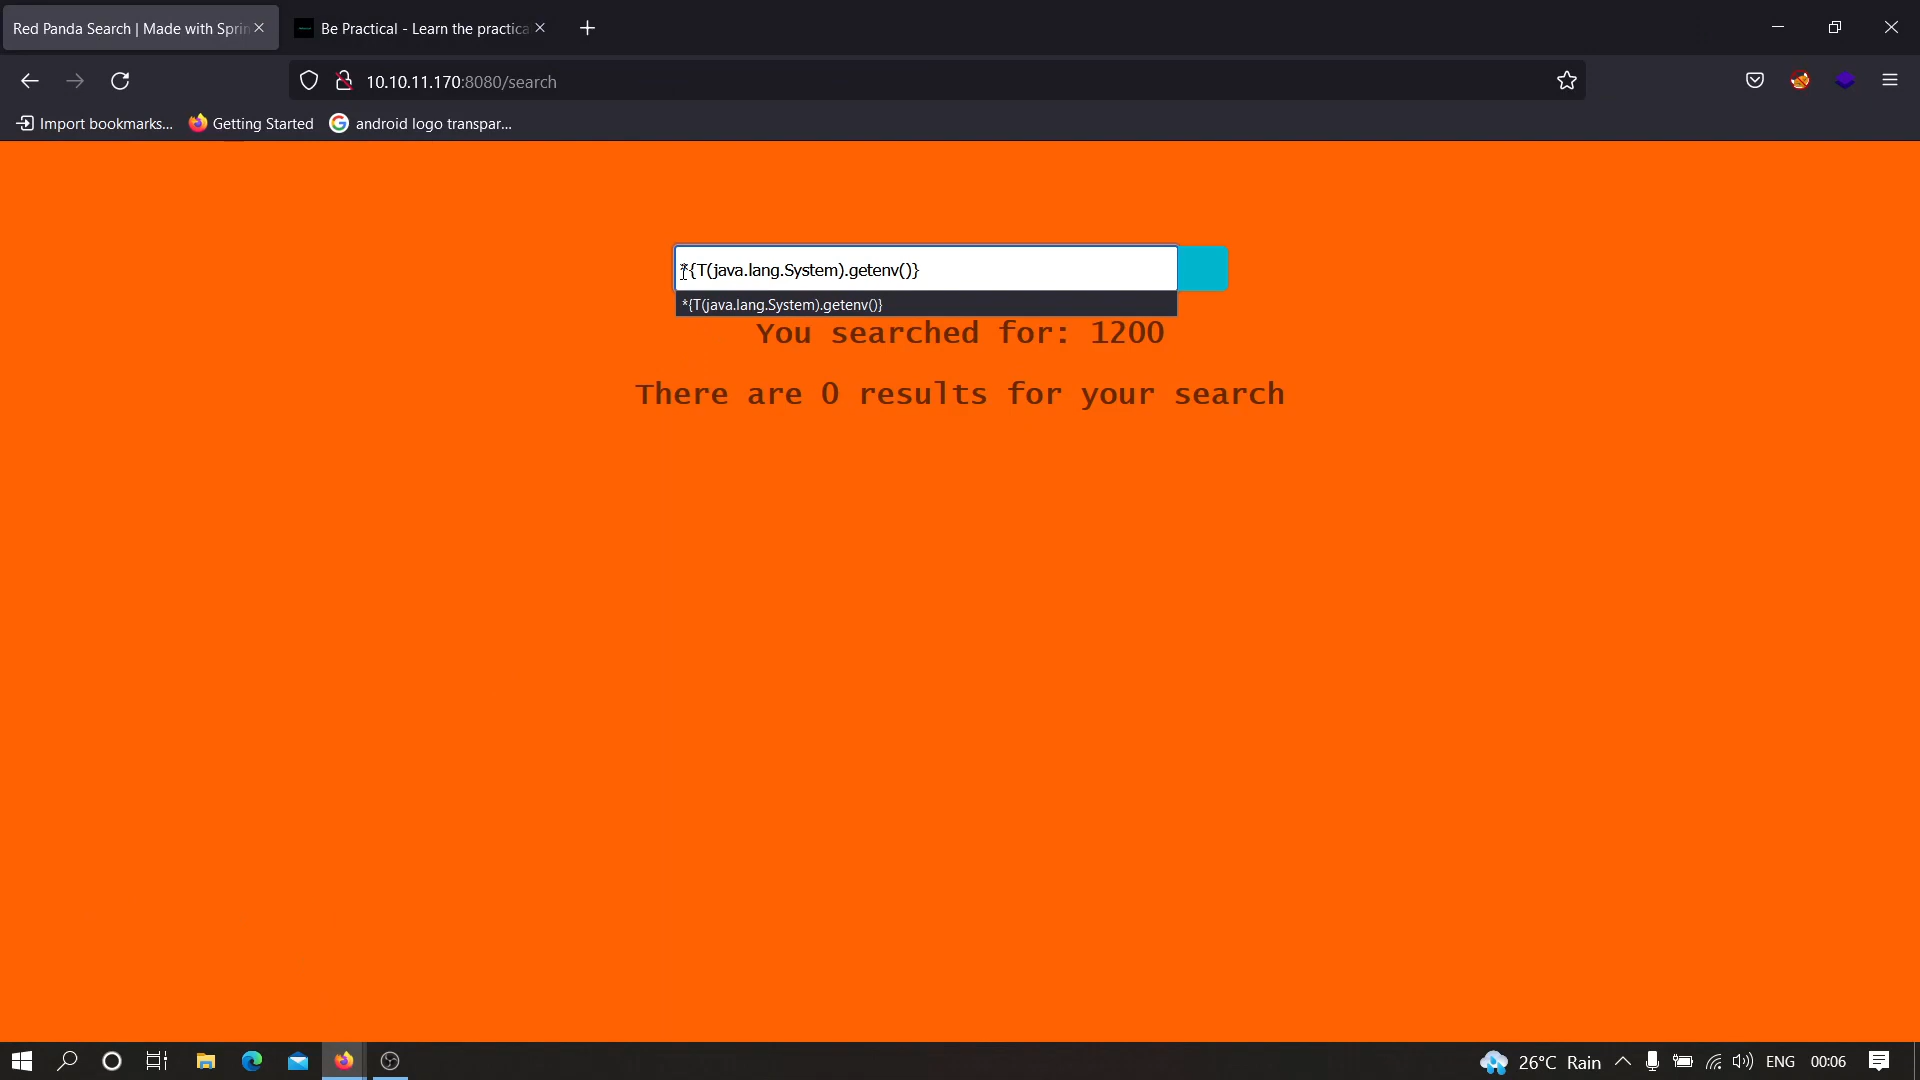 Red Panda Search | Made with Sprin
Be Practical - Learn the practica
10.10.11.170:8080/search
Import bookmarks...
Getting Started
android logo transpar...
*{T(java.lang.System).getenv()}
*{T(java.lang.System).getenv()}
You searched for: 1200
There are 0 results for your search
26°C Rain
ENG
00:06